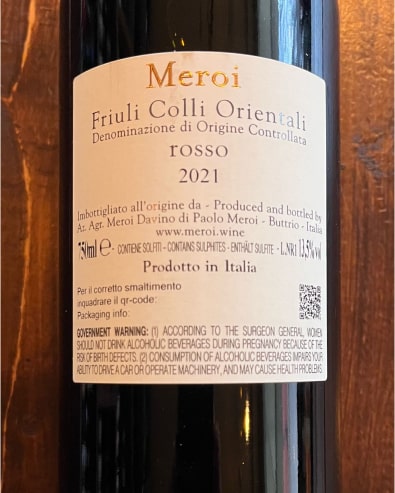 Meroi
Friuli Colli Orientali
Denominazione di Origine Controllata
rosso
2021
Imbottigliato all'origine da - Produced and bottled by
Az. Agr. Meroi Davino di Paolo Meroi - Buttrio - Italia
www.meroi.wine
750ml e - CONTIENE SOLFITI - CONTAINS SULPHITES - ENTHÄLT SULFITE - L.NR1 13,5% vol
Prodotto in Italia
Per il corretto smaltimento
inquadrare il qr-code:
Packaging info:
GOVERNMENT WARNING: (1) ACCORDING TO THE SURGEON GENERAL, WOMEN
SHOULD NOT DRINK ALCOHOLIC BEVERAGES DURING PREGNANCY BECAUSE OF THE
RISK OF BIRTH DEFECTS. (2) CONSUMPTION OF ALCOHOLIC BEVERAGES IMPAIRS YOUR
ABILITY TO DRIVE A CAR OR OPERATE MACHINERY, AND MAY CAUSE HEALTH PROBLEMS.